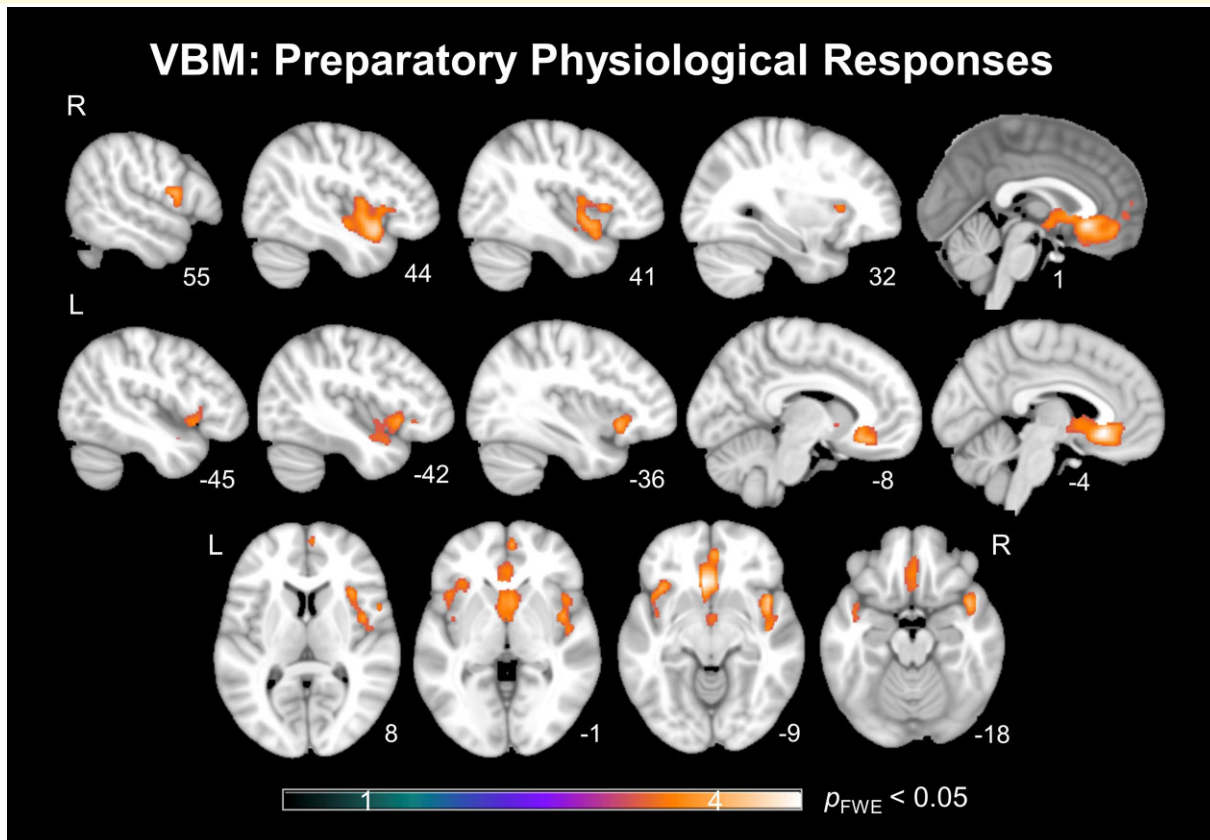 VBM: Preparatory Physiological Responses
R
55 44 41 32 1
L
-45 -42 -36 -8 -4
L R
8 -1 -9 -18
1 4 pFWE < 0.05